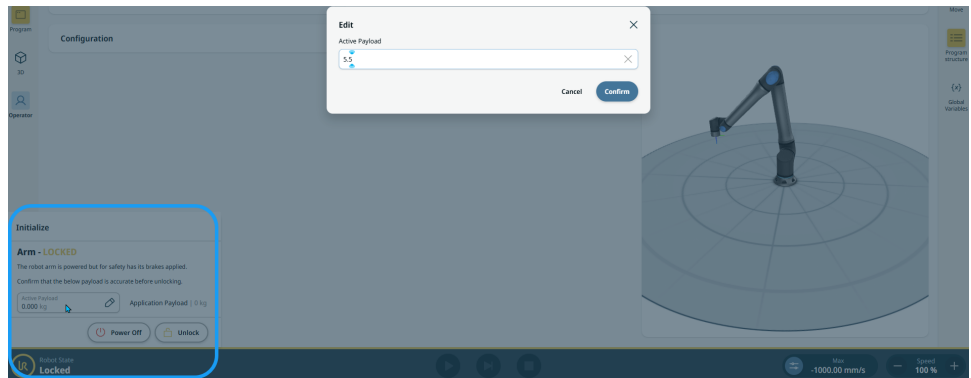 Program
3D
Operator
Configuration
Edit
Active Payload
5.5
Cancel
Confirm
Move
Program
structure
{x}
Global
Variables
Initialize
Arm - LOCKED
The robot arm is powered but for safety has its brakes applied.
Confirm that the below payload is accurate before unlocking.
Active Payload
0.000 kg
Application Payload | 0 kg
Power Off
Unlock
UR
Robot State
Locked
Max
-1000.00 mm/s
Speed
100 %